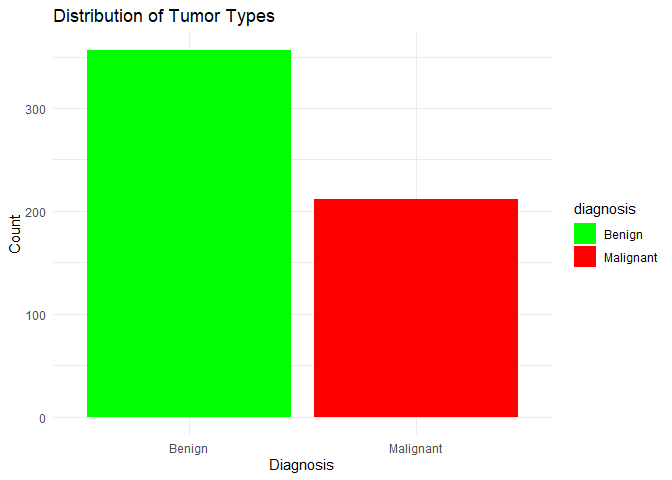 Distribution of Tumor Types
Count
300
200
100
0
Benign
Malignant
Diagnosis
diagnosis
Benign
Malignant